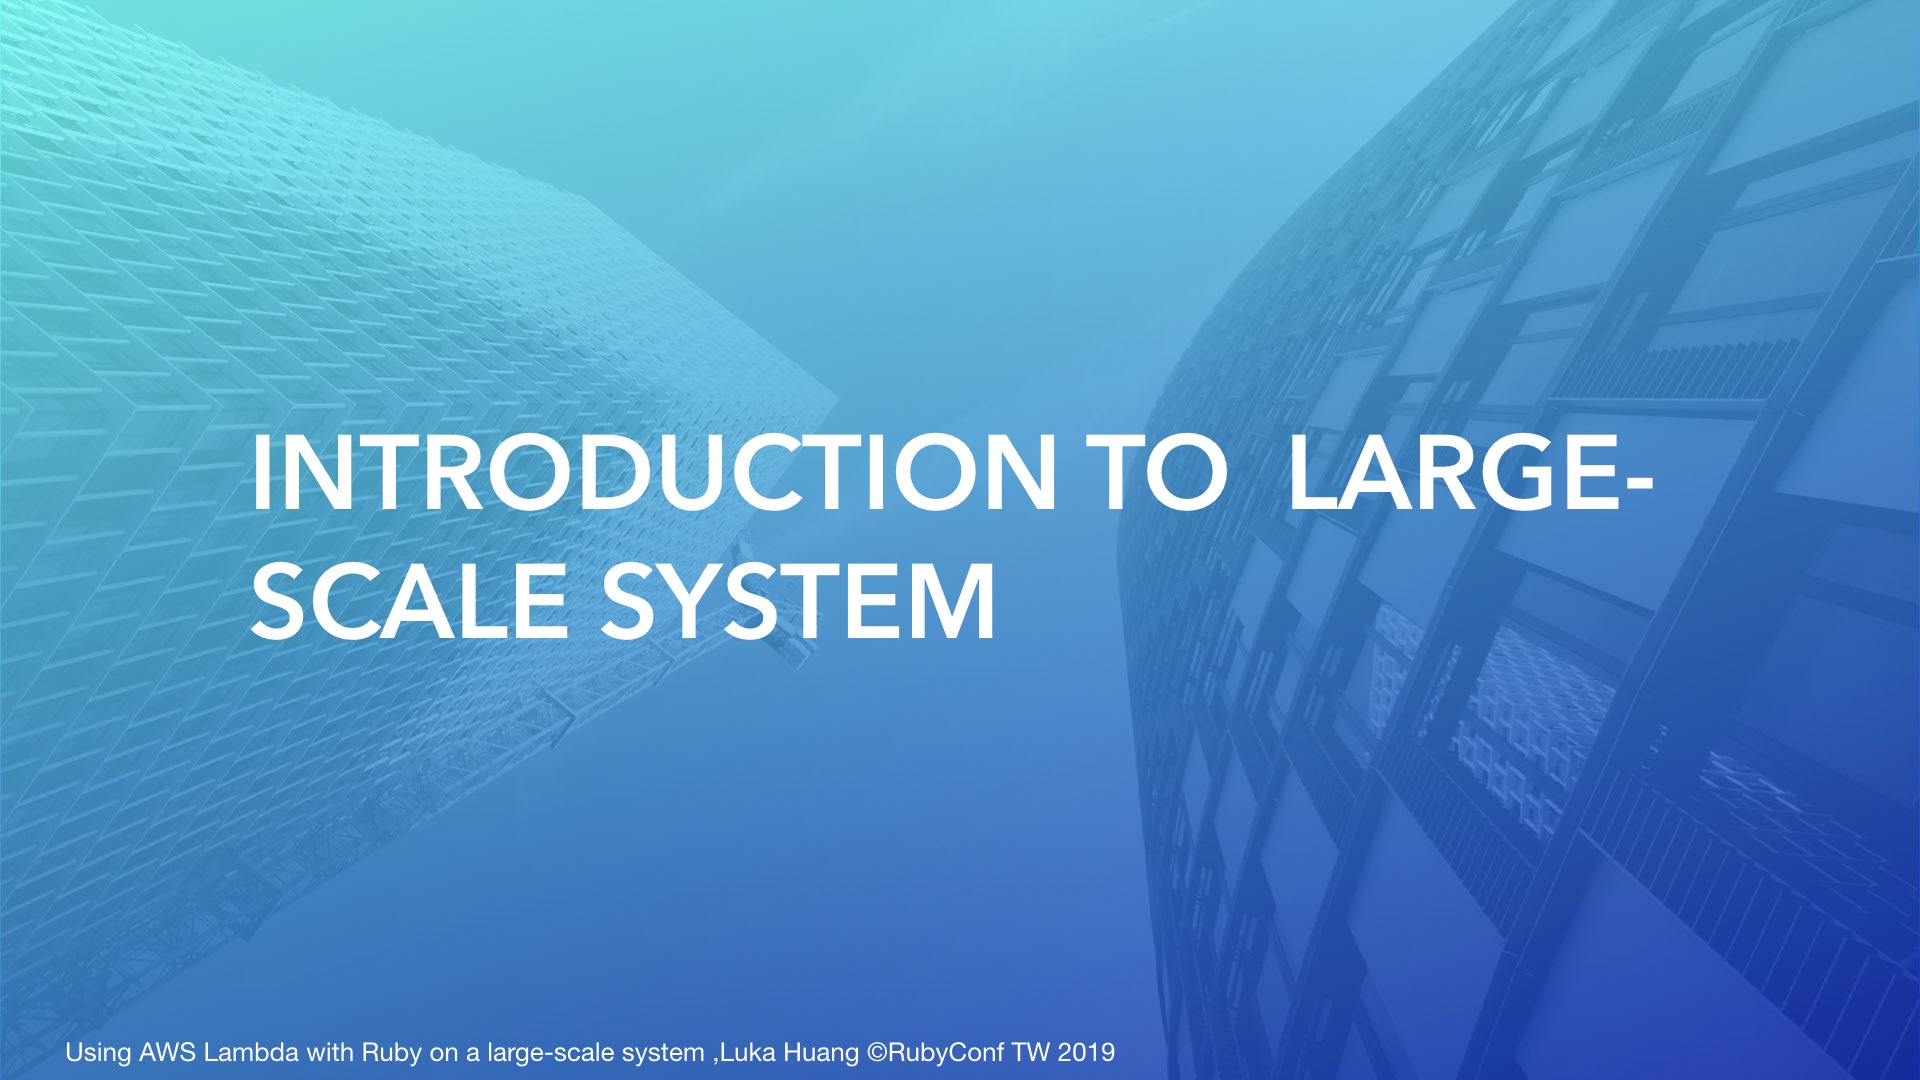 INTRODUCTION TO  LARGE-
SCALE SYSTEM
Using AWS Lambda with Ruby on a large-scale system ,Luka Huang ©RubyConf TW 2019